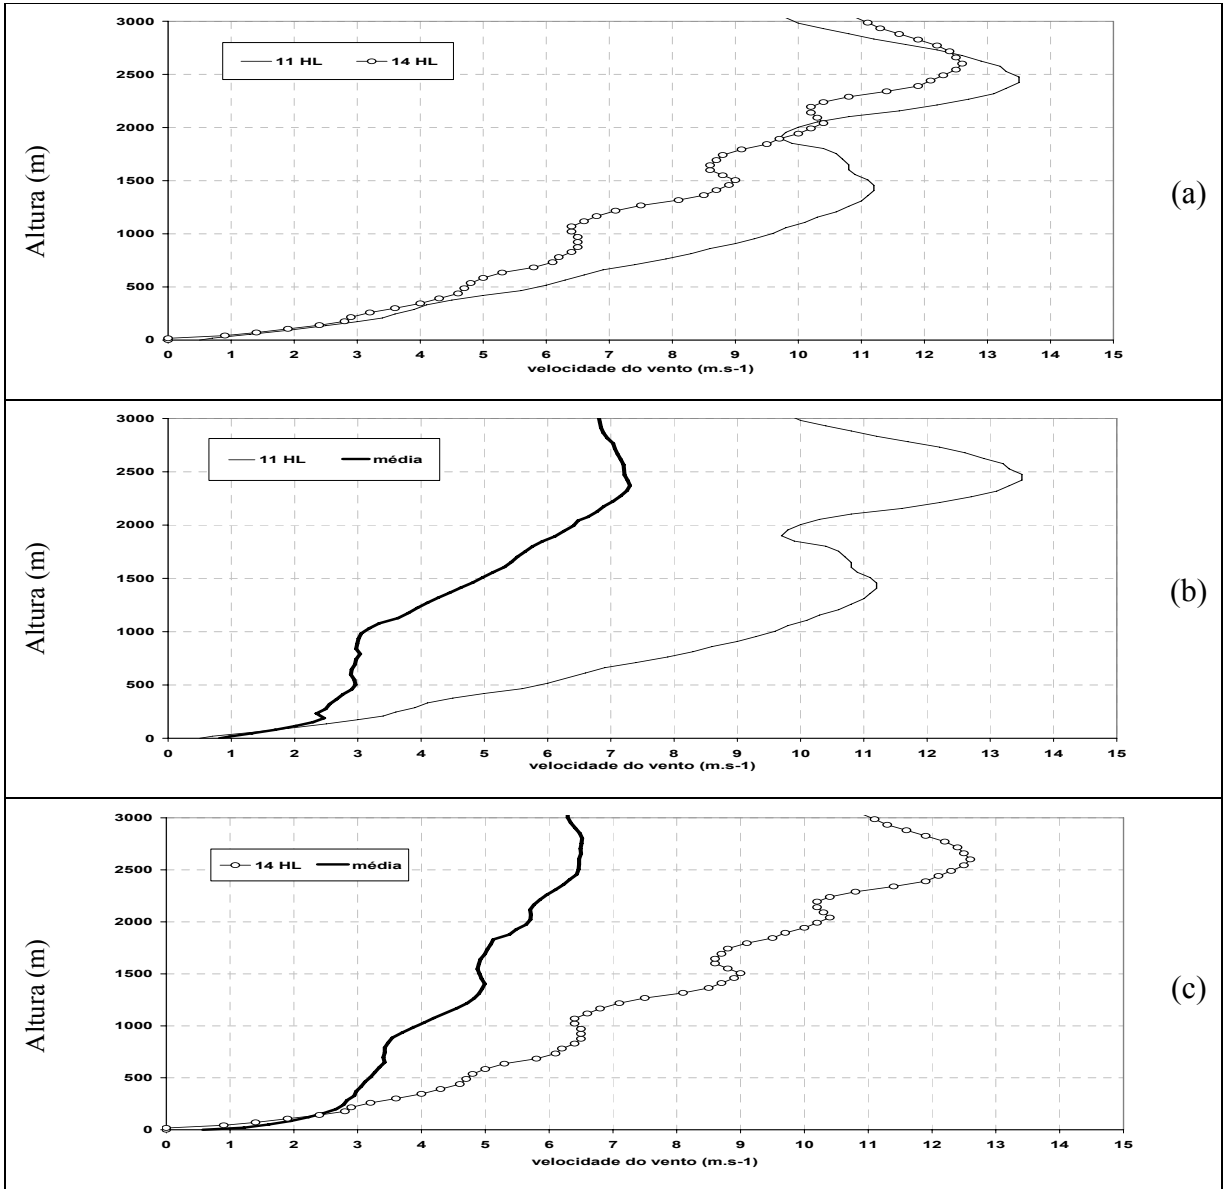 3000
2500
2000
1500
1000
500
0
Altura (m)
11 HL 14 HL
0 1 2 3 4 5 6 7 8 9 10 11 12 13 14 15
velocidade do vento (m.s-1)
(a)
3000
2500
2000
1500
1000
500
0
Altura (m)
11 HL média
0 1 2 3 4 5 6 7 8 9 10 11 12 13 14 15
velocidade do vento (m.s-1)
(b)
3000
2500
2000
1500
1000
500
0
Altura (m)
14 HL média
0 1 2 3 4 5 6 7 8 9 10 11 12 13 14 15
velocidade do vento (m.s-1)
(c)